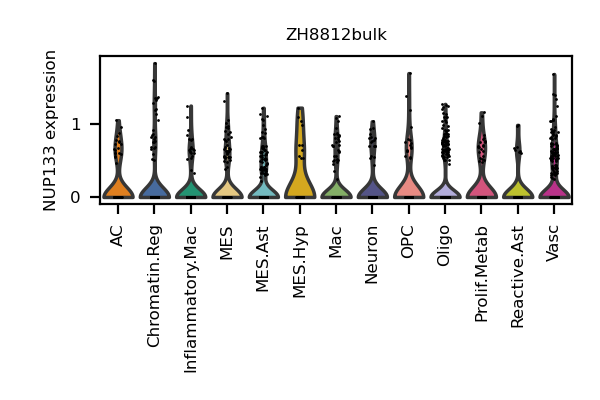 ZH8812bulk
NUP133 expression
1
0
AC
Chromatin.Reg
Inflammatory.Mac
MES
MES.Ast
MES.Hyp
Mac
Neuron
OPC
Oligo
Prolif.Metab
Reactive.Ast
Vasc